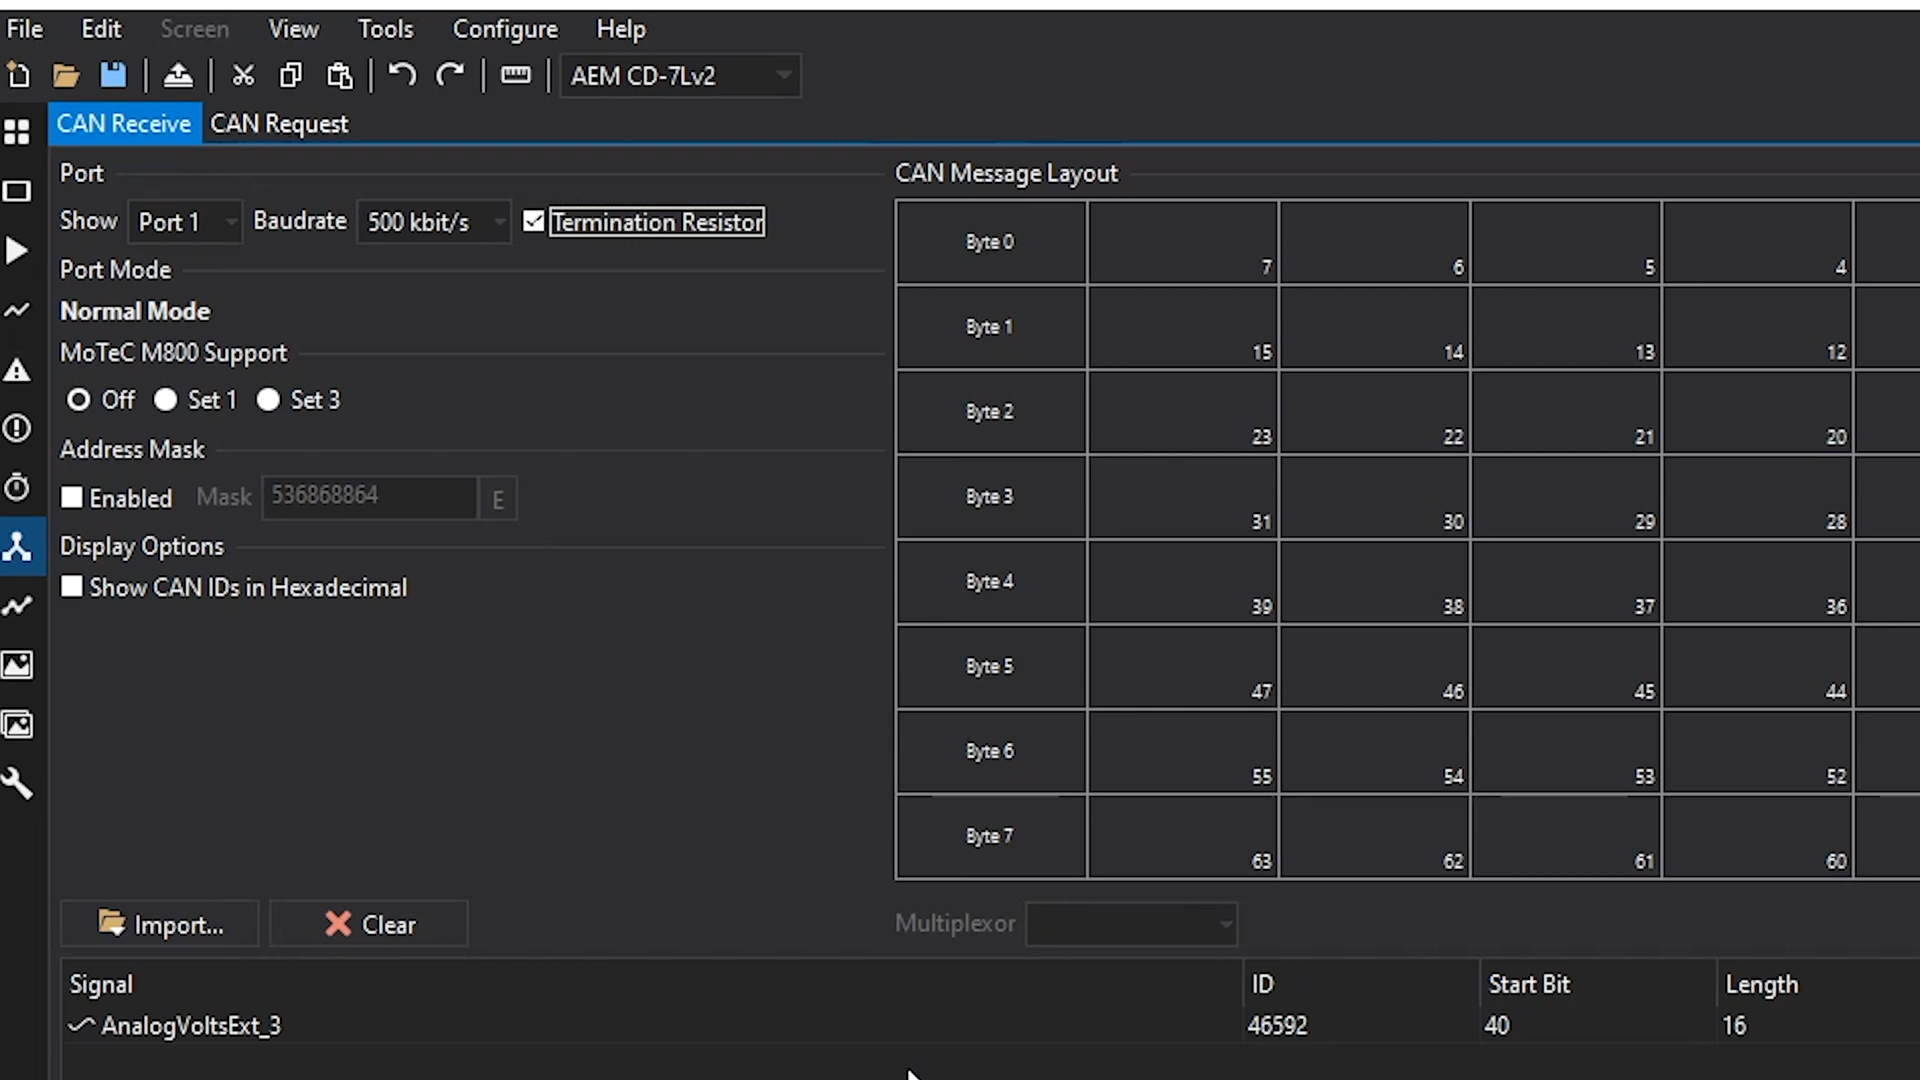 File Edit Screen View Tools Configure Help
AEM CD-7Lv2
CAN Receive CAN Request
Port
Show Port 1 Baudrate 500 kbit/s Termination Resistor
Port Mode
Normal Mode
MoTeC M800 Support
Off Set 1 Set 3
Address Mask
Enabled Mask 536868864 E
Display Options
Show CAN IDs in Hexadecimal
Import... Clear
CAN Message Layout
Byte 0 7 6 5 4
Byte 1 15 14 13 12
Byte 2 23 22 21 20
Byte 3 31 30 29 28
Byte 4 39 38 37 36
Byte 5 47 46 45 44
Byte 6 55 54 53 52
Byte 7 63 62 61 60
Multiplexor
Signal ID Start Bit Length
AnalogVoltsExt_3 46592 40 16